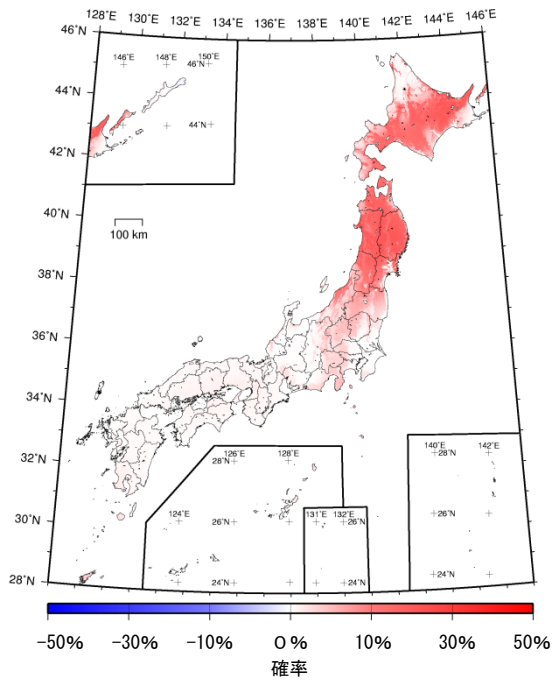 128˚E 130˚E 132˚E 134˚E 136˚E 138˚E 140˚E 142˚E 144˚E 146˚E
46˚N
146˚E 148˚E 150˚E
46˚N
44˚N
44˚N
42˚N
40˚N
100 km
38˚N
36˚N
34˚N
32˚N
126˚E 128˚E
28˚N
140˚E 142˚E
28˚N
30˚N
124˚E
26˚N
131˚E 132˚E
26˚N
26˚N
28˚N
24˚N
24˚N
24˚N
-50% -30% -10% 0% 10% 30% 50%
確率